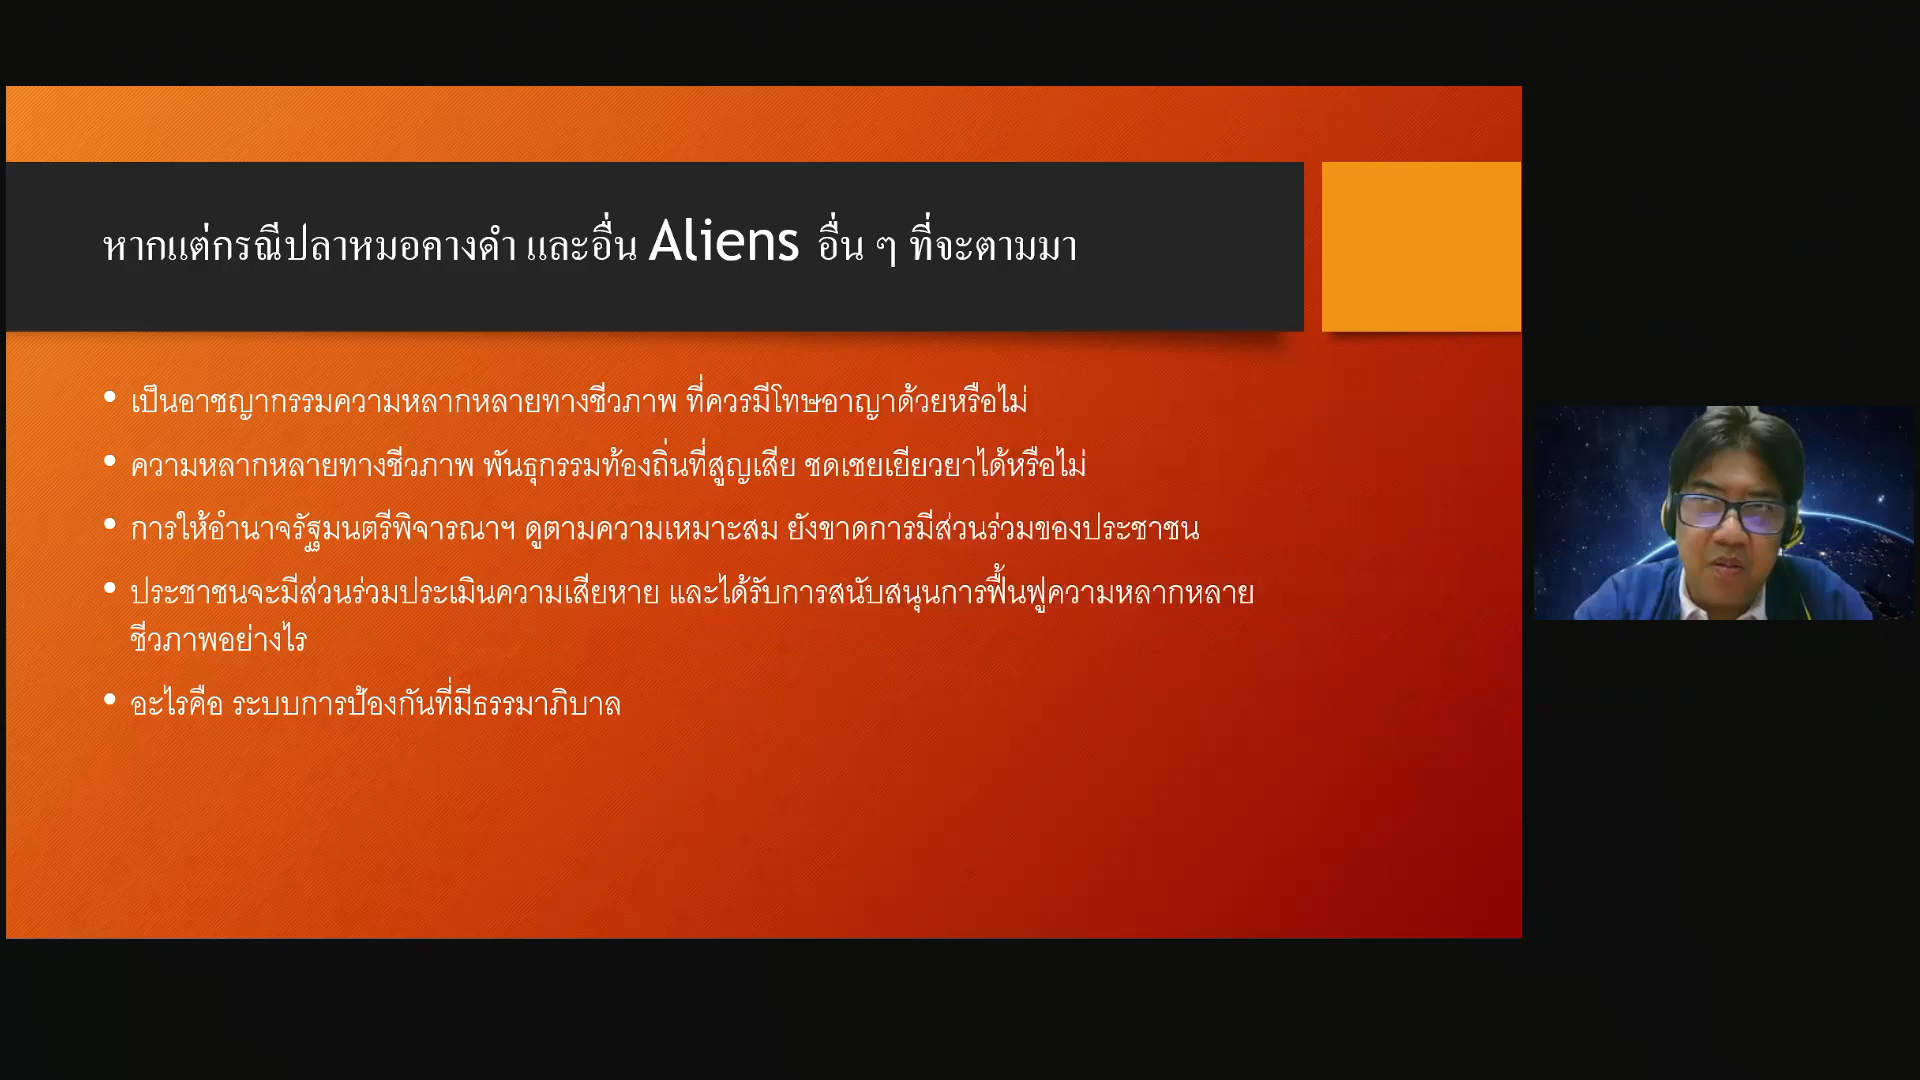 หากแต่กรณีปลาหมอคางดำ และอื่น Aliens อื่น ๆ ที่จะตามมา
• เป็นอาชญากรรมความหลากหลายทางชีวภาพ ที่ควรมีโทษอาญาด้วยหรือไม่
• ความหลากหลายทางชีวภาพ พันธุกรรมท้องถิ่นที่สูญเสีย ชดเชยเยียวยาได้หรือไม่
• การให้อำนาจรัฐมนตรีพิจารณาฯ ดูตามความเหมาะสม ยังขาดการมีส่วนร่วมของประชาชน
• ประชาชนจะมีส่วนร่วมประเมินความเสียหาย และได้รับการสนับสนุนการฟื้นฟูความหลากหลาย
ชีวภาพอย่างไร
• อะไรคือ ระบบการป้องกันที่มีธรรมาภิบาล